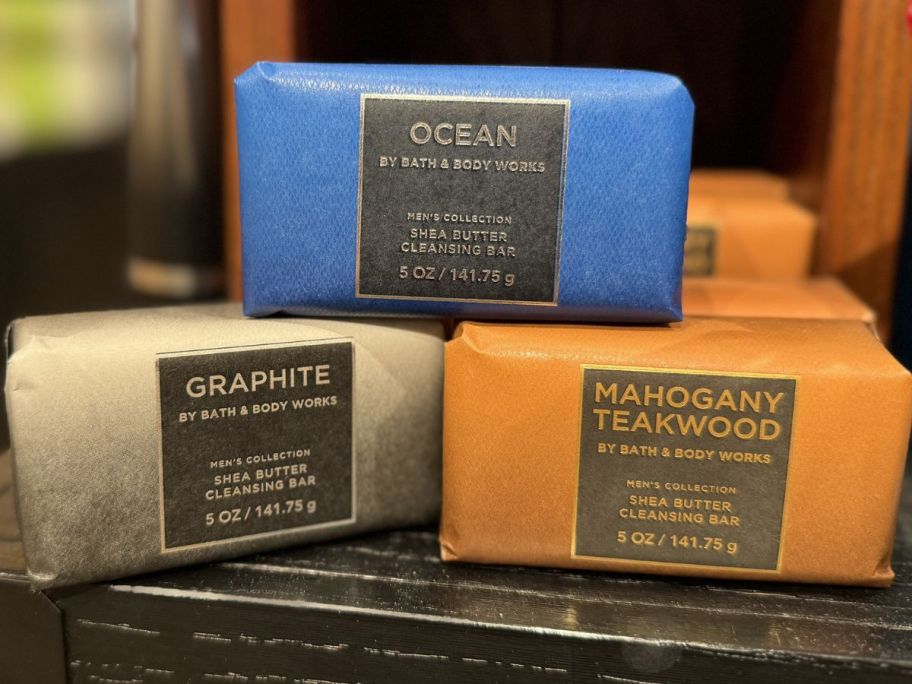 OCEAN
BY BATH & BODY WORKS
MEN'S COLLECTION
SHEA BUTTER
CLEANSING BAR
5 OZ / 141.75 g
GRAPHITE
BY BATH & BODY WORKS
MEN'S COLLECTION
SHEA BUTTER
CLEANSING BAR
5 OZ / 141.75 g
MAHOGANY
TEAKWOOD
BY BATH & BODY WORKS
MEN'S COLLECTION
SHEA BUTTER
CLEANSING BAR
5 OZ / 141.75 g